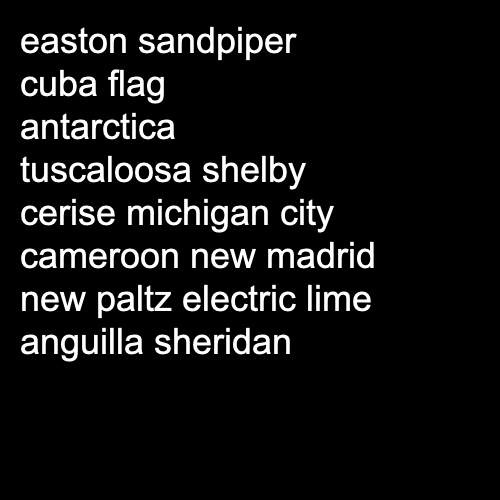 easton sandpiper
cuba flag
antarctica
tuscaloosa shelby
cerise michigan city
cameroon new madrid
new paltz electric lime
anguilla sheridan